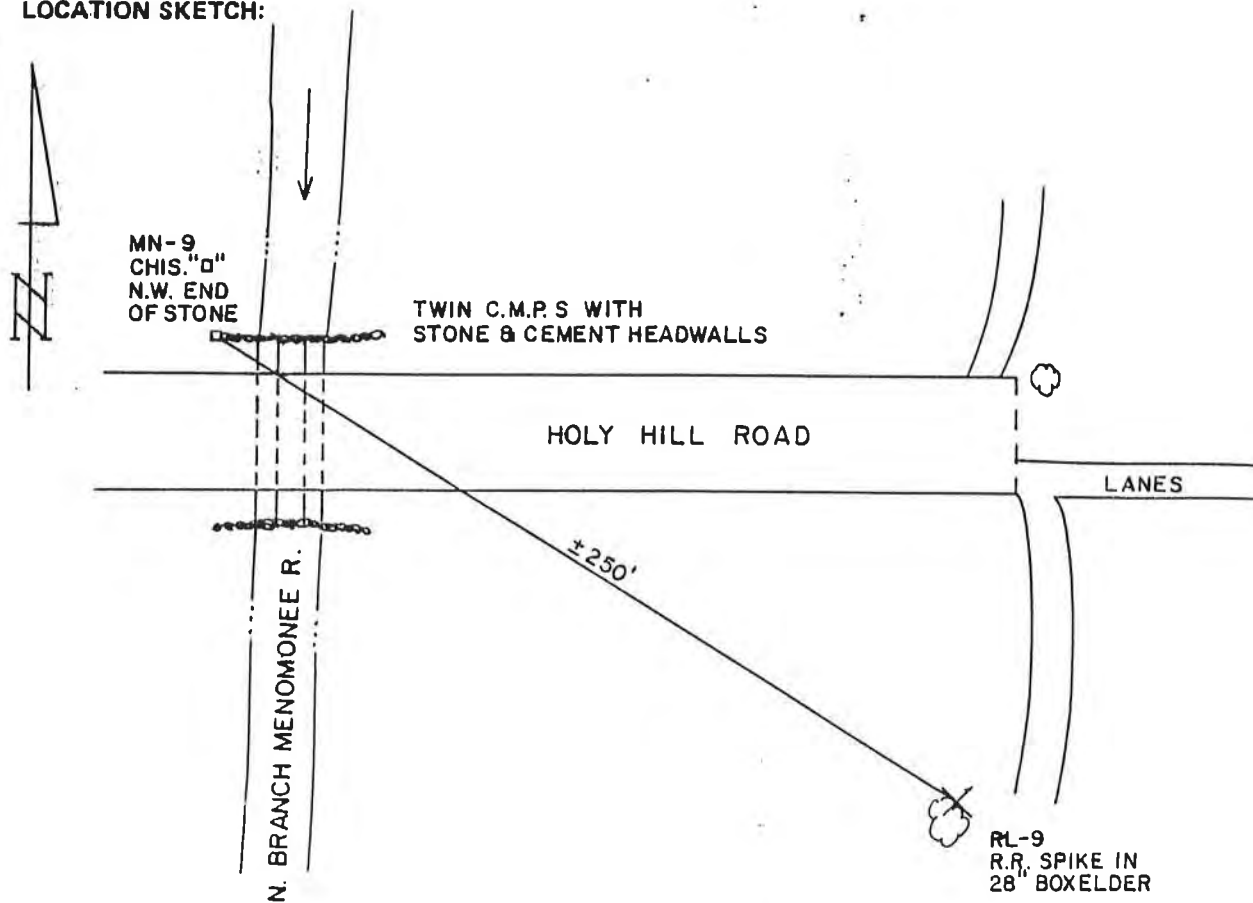 LOCATION SKETCH:
N
MN-9
CHIS."□"
N.W. END
OF STONE
TWIN C.M.P.S WITH
STONE & CEMENT HEADWALLS
HOLY HILL ROAD
LANES
±250'
N. BRANCH MENOMONEE R.
RL-9
R.R. SPIKE IN
28" BOXELDER